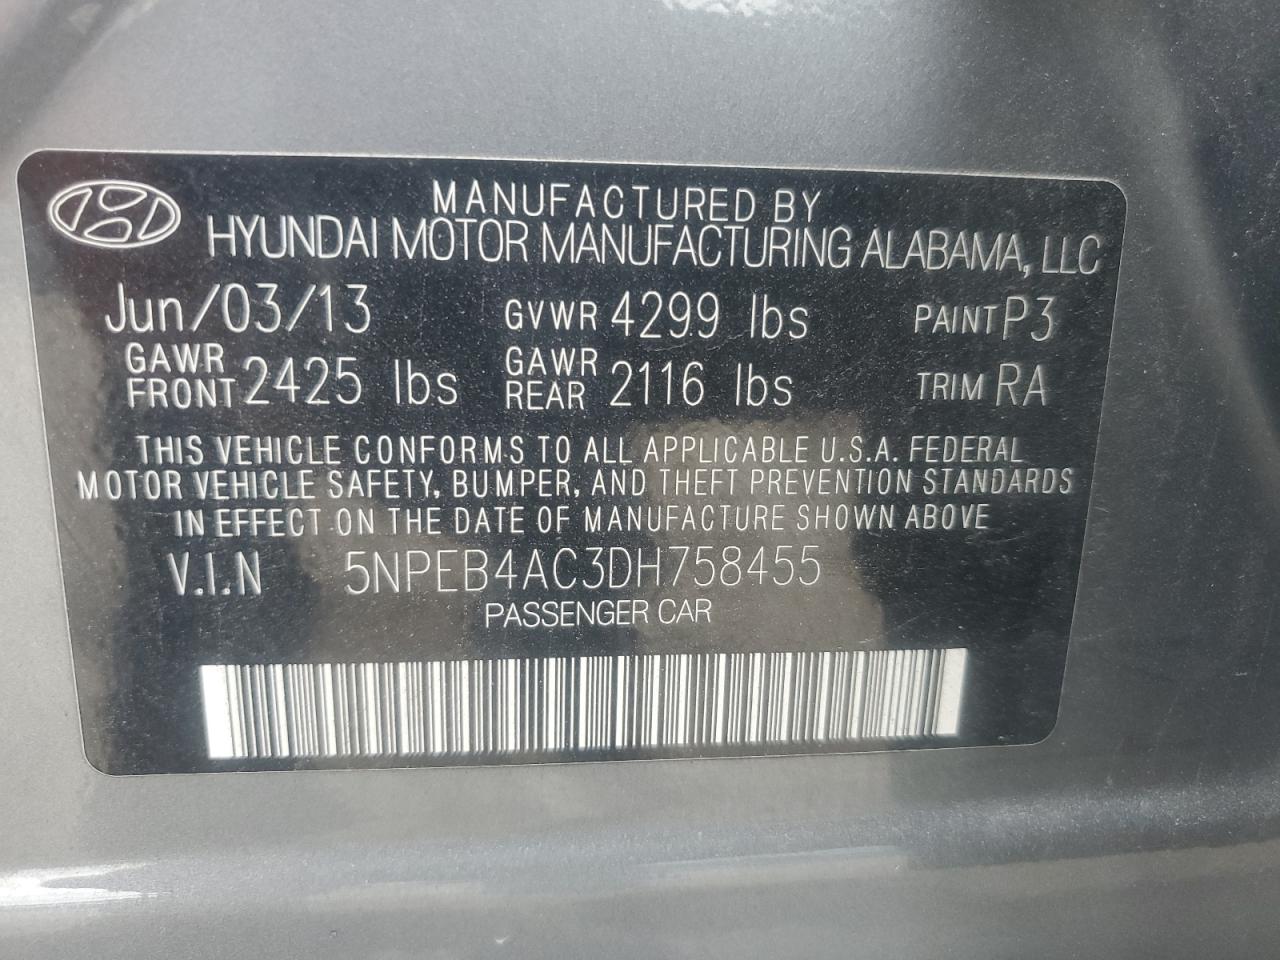 MANUFACTURED BY
HYUNDAI MOTOR MANUFACTURING ALABAMA, LLC
Jun/03/13 GVWR 4299 lbs PAINT P3
GAWR FRONT 2425 lbs GAWR REAR 2116 lbs TRIM RA
THIS VEHICLE CONFORMS TO ALL APPLICABLE U.S.A. FEDERAL
MOTOR VEHICLE SAFETY, BUMPER, AND THEFT PREVENTION STANDARDS
IN EFFECT ON THE DATE OF MANUFACTURE SHOWN ABOVE
V.I.N 5NPEB4AC3DH758455
PASSENGER CAR